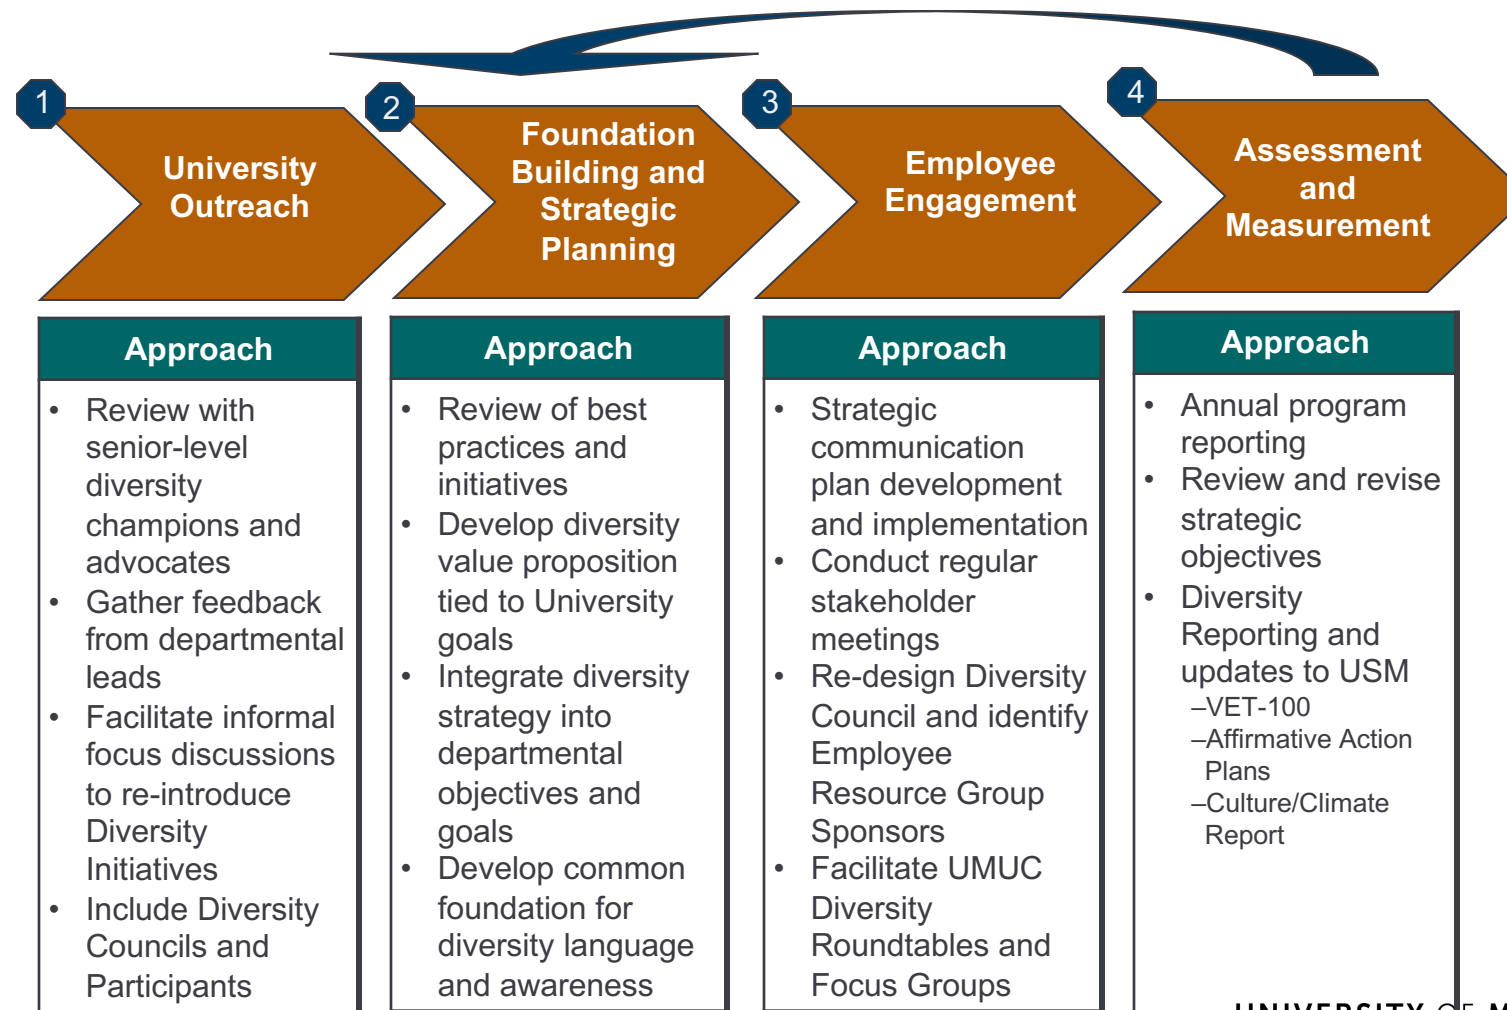 1
University
Outreach
2
Foundation
Building and
Strategic
Planning
3
Employee
Engagement
4
Assessment
and
Measurement
Approach
• Review with
senior-level
diversity
champions and
advocates
• Gather feedback
from departmental
leads
• Facilitate informal
focus discussions
to re-introduce
Diversity
Initiatives
• Include Diversity
Councils and
Participants
Approach
• Review of best
practices and
initiatives
• Develop diversity
value proposition
tied to University
goals
• Integrate diversity
strategy into
departmental
objectives and
goals
• Develop common
foundation for
diversity language
and awareness
Approach
• Strategic
communication
plan development
and implementation
• Conduct regular
stakeholder
meetings
• Re-design Diversity
Council and identify
Employee
Resource Group
Sponsors
• Facilitate UMUC
Diversity
Roundtables and
Focus Groups
Approach
• Annual program
reporting
• Review and revise
strategic
objectives
• Diversity
Reporting and
updates to USM
–VET-100
–Affirmative Action
Plans
–Culture/Climate
Report
UNIVERSITY OF